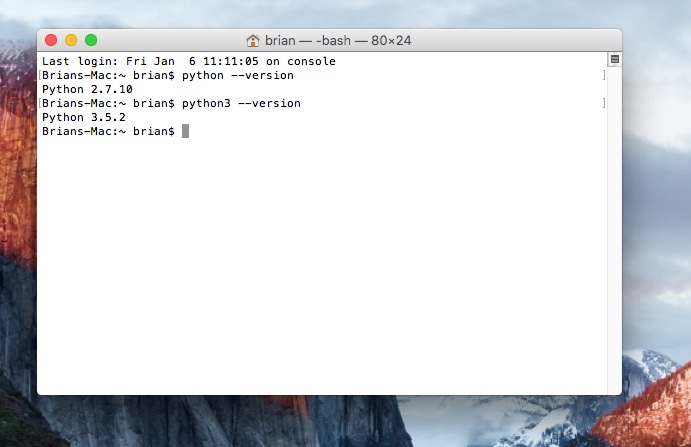 brian — -bash — 80×24
Last login: Fri Jan  6 11:11:05 on console
[Brians-Mac:~ brian$ python --version ]
Python 2.7.10
[Brians-Mac:~ brian$ python3 --version ]
Python 3.5.2
Brians-Mac:~ brian$